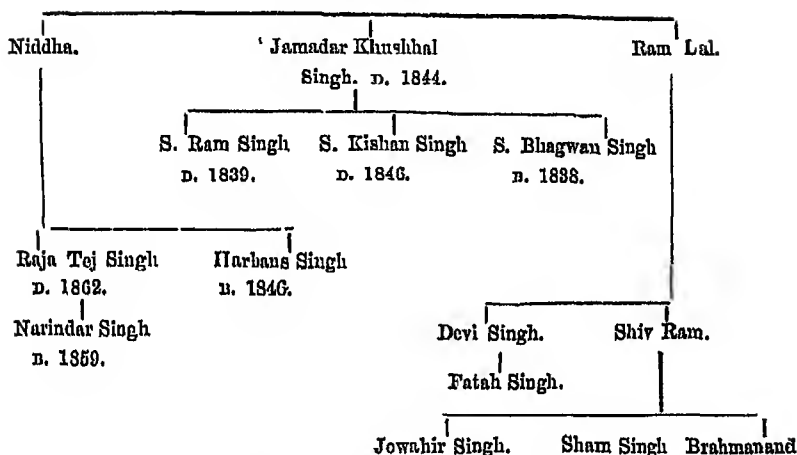 Niddha. Jamadar Khushhal Ram Lal.
Singh. D. 1844.
S. Ram Singh S. Kishan Singh S. Bhagwan Singh
D. 1839. D. 1846. B. 1838.
Raja Tej Singh Harbans Singh
D. 1862. B. 1846.
Narindar Singh Devi Singh. Shiv Ram.
B. 1859.
Fatah Singh.
Jowahir Singh. Sham Singh Brahmanand